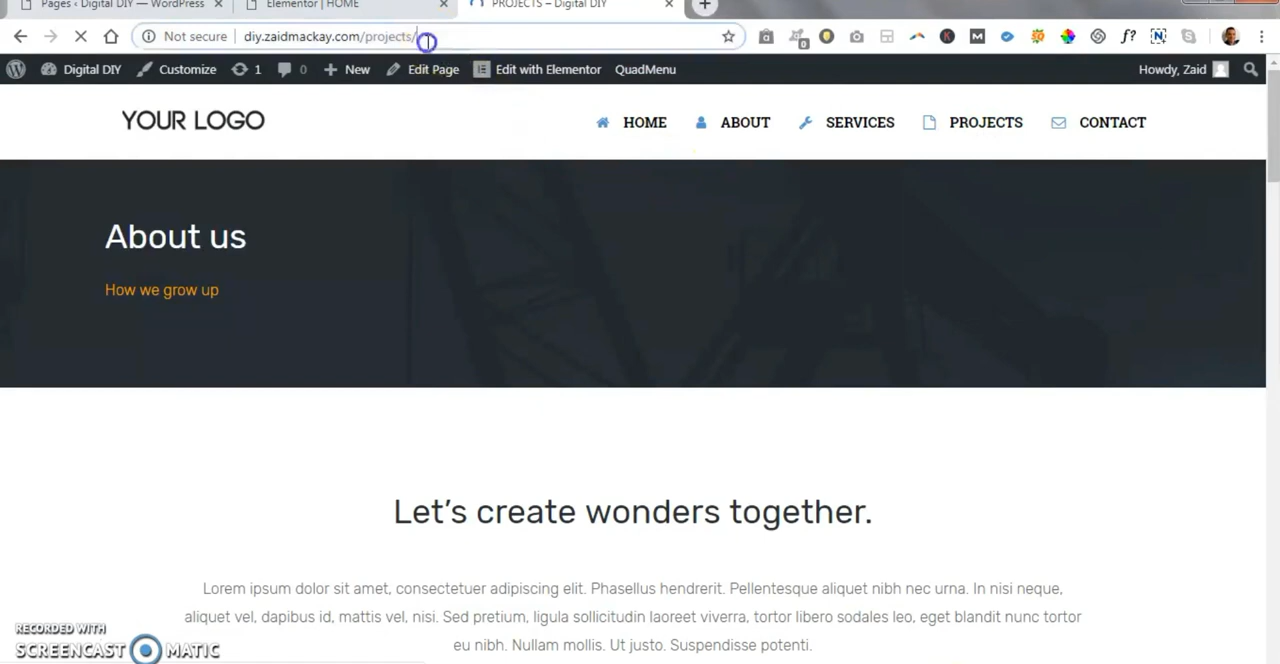 Pages ‹ Digital DIY — WordPress
Elementor | HOME
PROJECTS – Digital DIY
Not secure
diy.zaidmackay.com/projects/
Digital DIY
Customize
1
0
New
Edit Page
Edit with Elementor
QuadMenu
Howdy, Zaid
YOUR LOGO
HOME
ABOUT
SERVICES
PROJECTS
CONTACT
About us
How we grow up
Let's create wonders together.
Lorem ipsum dolor sit amet, consectetuer adipiscing elit. Phasellus hendrerit. Pellentesque aliquet nibh nec urna. In nisi neque,
aliquet vel, dapibus id, mattis vel, nisi. Sed pretium, ligula sollicitudin laoreet viverra, tortor libero sodales leo, eget blandit nunc tortor
eu nibh. Nullam mollis. Ut justo. Suspendisse potenti.
RECORDED WITH
SCREENCAST MATIC